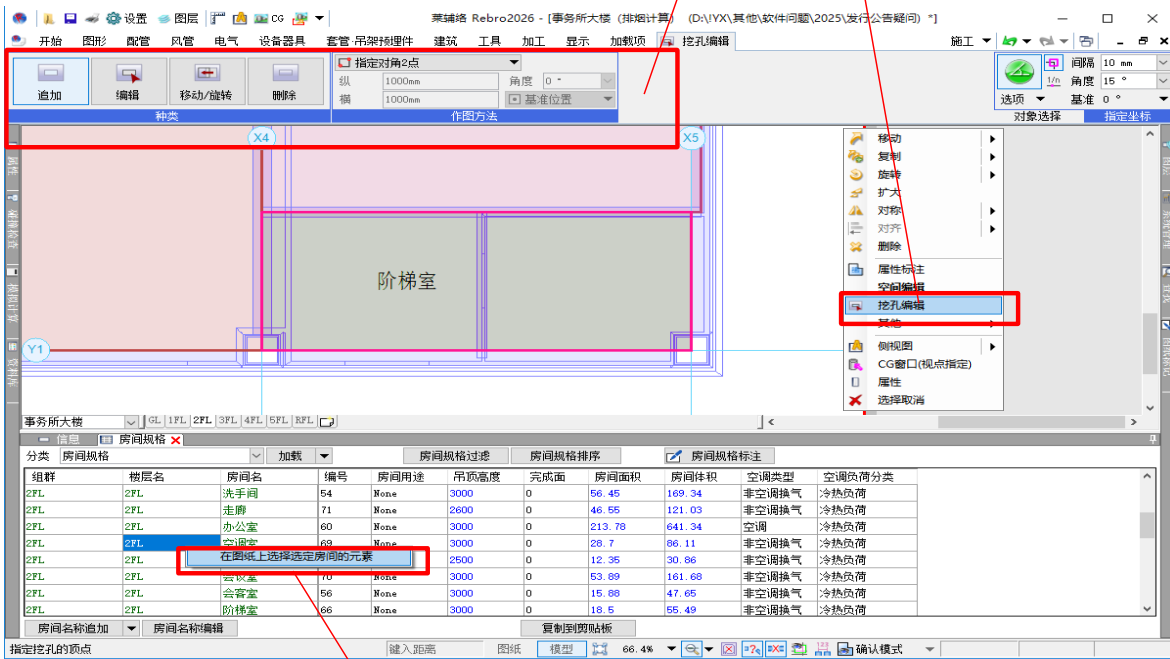 设置 图层 CG 莱辅络 Rebro2026 - [事务所大楼（排烟计算） (D:\!YX\其他\软件问题\2025\发行公告疑问) *]
开始 图形 配管 风管 电气 设备器具 套管·吊架预埋件 建筑 工具 加工 显示 加载项 挖孔编辑 施工
追加 编辑 移动/旋转 删除
种类
指定对角2点
纵 1000mm 角度 0 °
横 1000mm 基准位置
作图方法
选项
间隔 10 mm
1/n 角度 15 °
基准 0 °
对象选择 指定坐标
X4 X5
阶梯室
Y1
移动
复制
旋转
扩大
对称
对齐
删除
属性标注
空间编辑
挖孔编辑
其他
侧视图
CG窗口(视点指定)
属性
选择取消
事务所大楼 GL 1FL 2FL 3FL 4FL 5FL RFL
信息 房间规格
分类 房间规格 加载 房间规格过滤 房间规格排序 房间规格标注
组群 楼层名 房间名 编号 房间用途 吊顶高度 完成面 房间面积 房间体积 空调类型 空调负荷分类
2FL 2FL 洗手间 54 None 3000 0 56.45 169.34 非空调换气 冷热负荷
2FL 2FL 走廊 71 None 2600 0 46.55 121.03 非空调换气 冷热负荷
2FL 2FL 办公室 60 None 3000 0 213.78 641.34 空调 冷热负荷
2FL 2FL 空调室 69 None 3000 0 28.7 86.11 非空调换气 冷热负荷
2FL 2FL 在图纸上选择选定房间的元素 2500 0 12.35 30.86 非空调换气 冷热负荷
2FL 2FL 会议室 70 None 3000 0 53.89 161.68 非空调换气 冷热负荷
2FL 2FL 会客室 56 None 3000 0 15.88 47.65 非空调换气 冷热负荷
2FL 2FL 阶梯室 66 None 3000 0 18.5 55.49 非空调换气 冷热负荷
房间名称追加 房间名称编辑 复制到剪贴板
指定挖孔的顶点 键入距离 图纸 模型 66.4% 确认模式